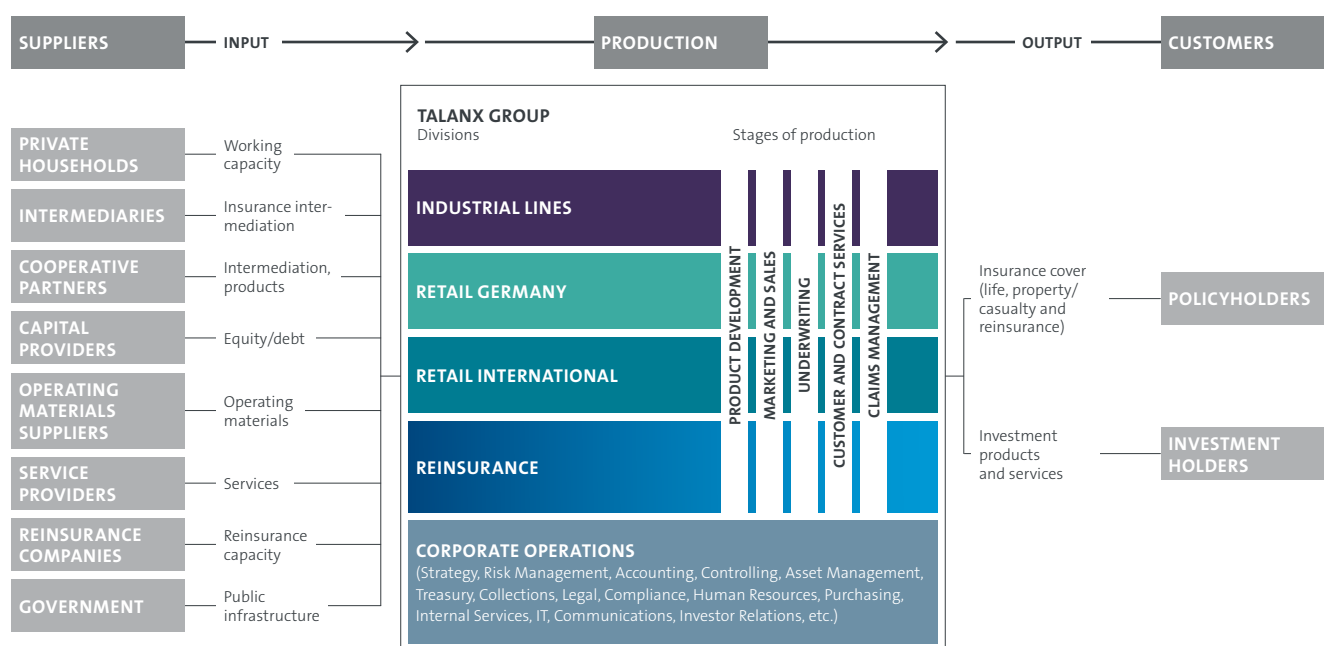 SUPPLIERS
INPUT
PRODUCTION
OUTPUT
CUSTOMERS
PRIVATE
HOUSEHOLDS
Working
capacity
INTERMEDIARIES
Insurance inter-
mediation
COOPERATIVE
PARTNERS
Intermediation,
products
CAPITAL
PROVIDERS
Equity/debt
OPERATING
MATERIALS
SUPPLIERS
Operating
materials
SERVICE
PROVIDERS
Services
REINSURANCE
COMPANIES
Reinsurance
capacity
GOVERNMENT
Public
infrastructure
TALANX GROUP
Divisions
Stages of production
INDUSTRIAL LINES
RETAIL GERMANY
RETAIL INTERNATIONAL
REINSURANCE
PRODUCT DEVELOPMENT
MARKETING AND SALES
UNDERWRITING
CUSTOMER AND CONTRACT SERVICES
CLAIMS MANAGEMENT
CORPORATE OPERATIONS
(Strategy, Risk Management, Accounting, Controlling, Asset Management,
Treasury, Collections, Legal, Compliance, Human Resources, Purchasing,
Internal Services, IT, Communications, Investor Relations, etc.)
Insurance cover
(life, property/
casualty and
reinsurance)
POLICYHOLDERS
Investment
products
and services
INVESTMENT
HOLDERS